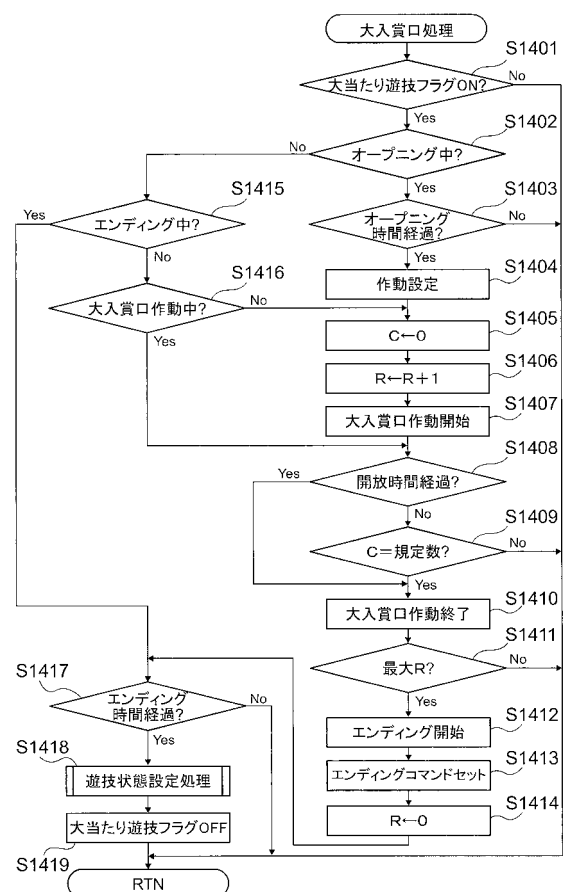 大入賞口処理
S1401
大当たり遊技フラグON?
No
Yes
S1402
オープニング中?
No
Yes
S1403
オープニング
時間経過?
No
Yes
S1404
作動設定
S1405
C←0
S1406
R←R+1
S1407
大入賞口作動開始
S1408
開放時間経過?
Yes
No
S1409
C=規定数?
No
Yes
S1410
大入賞口作動終了
S1411
最大R?
No
Yes
S1412
エンディング開始
S1413
エンディングコマンドセット
S1414
R←0
S1415
エンディング中?
Yes
No
S1416
大入賞口作動中?
No
Yes
S1417
エンディング
時間経過?
No
Yes
S1418
遊技状態設定処理
大当たり遊技フラグOFF
S1419
RTN